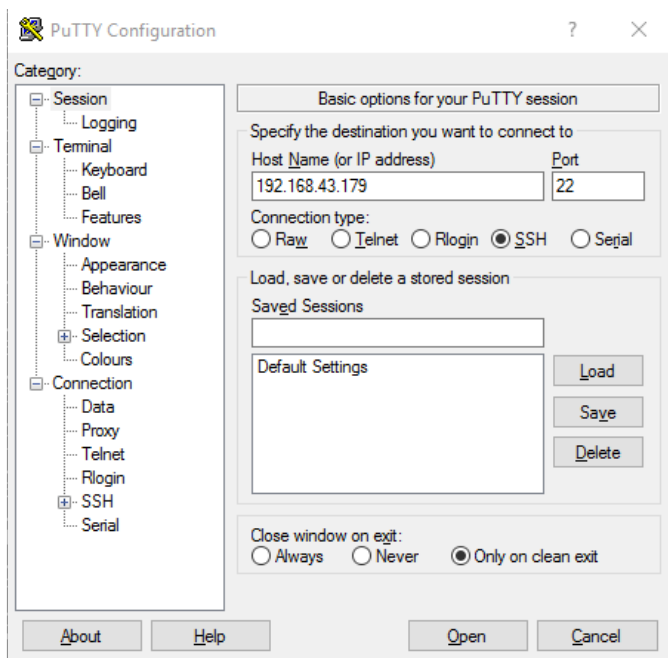 PuTTY Configuration
?
Category:
Session
Logging
Terminal
Keyboard
Bell
Features
Window
Appearance
Behaviour
Translation
Selection
Colours
Connection
Data
Proxy
Telnet
Rlogin
SSH
Serial
Basic options for your PuTTY session
Specify the destination you want to connect to
Host Name (or IP address) Port
192.168.43.179 22
Connection type:
Raw Telnet Rlogin SSH Serial
Load, save or delete a stored session
Saved Sessions
Default Settings
Load
Save
Delete
Close window on exit:
Always Never Only on clean exit
About Help Open Cancel